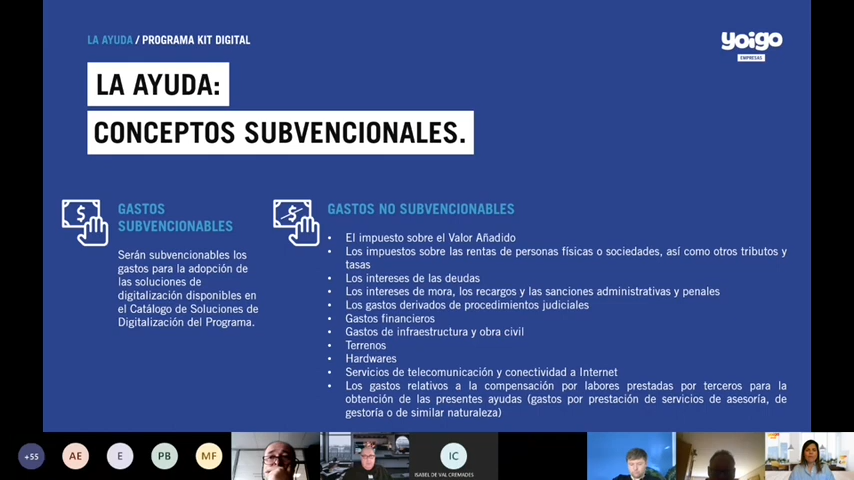 LA AYUDA / PROGRAMA KIT DIGITAL
yoigo
EMPRESAS
LA AYUDA:
CONCEPTOS SUBVENCIONALES.
GASTOS
SUBVENCIONABLES
Serán subvencionables los
gastos para la adopción de
las soluciones de
digitalización disponibles en
el Catálogo de Soluciones de
Digitalización del Programa.
GASTOS NO SUBVENCIONABLES
• El impuesto sobre el Valor Añadido
• Los impuestos sobre las rentas de personas físicas o sociedades, así como otros tributos y
tasas
• Los intereses de las deudas
• Los intereses de mora, los recargos y las sanciones administrativas y penales
• Los gastos derivados de procedimientos judiciales
• Gastos financieros
• Gastos de infraestructura y obra civil
• Terrenos
• Hardwares
• Servicios de telecomunicación y conectividad a Internet
• Los gastos relativos a la compensación por labores prestadas por terceros para la
obtención de las presentes ayudas (gastos por prestación de servicios de asesoría, de
gestoría o de similar naturaleza)
+55
AE
E
PB
MF
IC
ISABEL DE VAL CREMADES